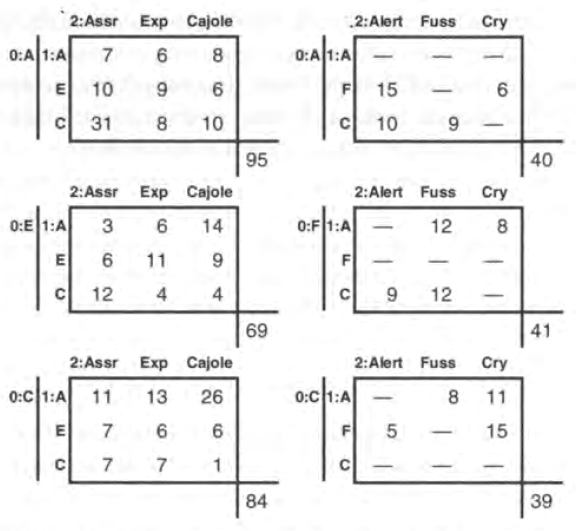 2:Assr Exp Cajole
0:A 1:A 7 6 8
E 10 9 6
C 31 8 10
95
2:Alert Fuss Cry
0:A 1:A — — —
F 15 — 6
C 10 9 —
40
2:Assr Exp Cajole
0:E 1:A 3 6 14
E 6 11 9
C 12 4 4
69
2:Alert Fuss Cry
0:F 1:A — 12 8
F — — —
C 9 12 —
41
2:Assr Exp Cajole
0:C 1:A 11 13 26
E 7 6 6
C 7 7 1
84
2:Alert Fuss Cry
0:C 1:A — 8 11
F 5 — 15
C — — —
39